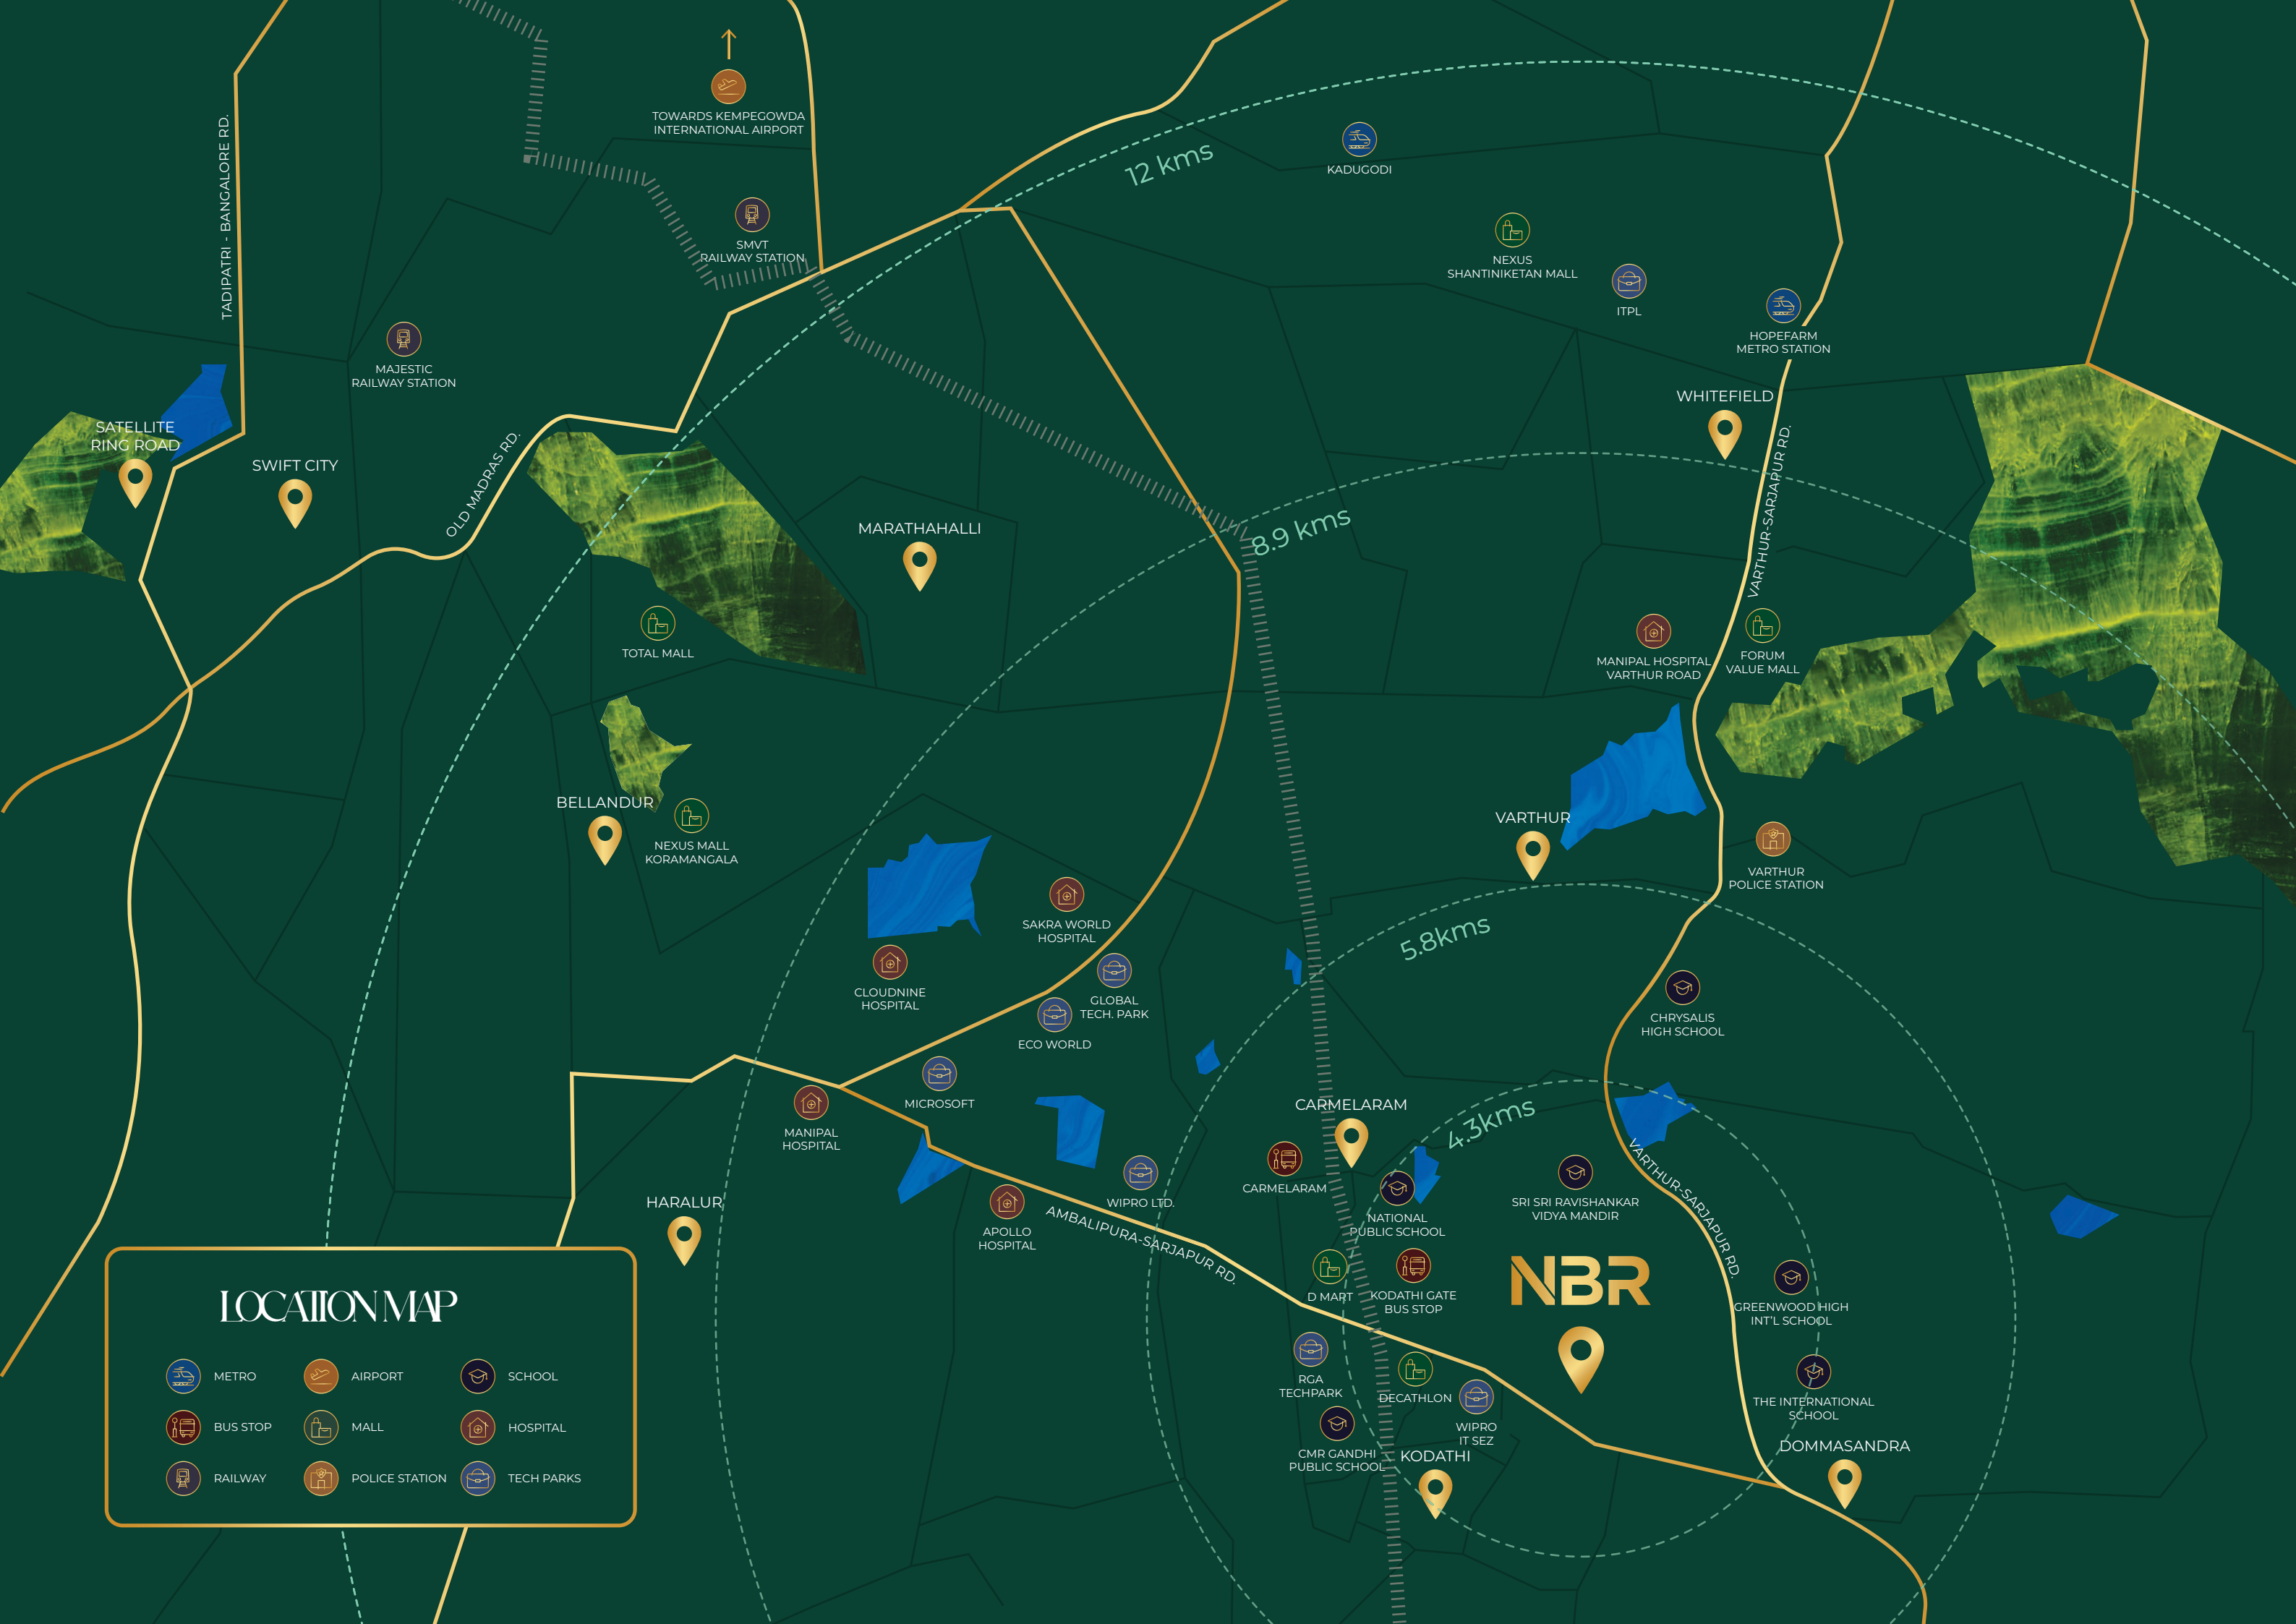 TOWARDS KEMPEGOWDA
INTERNATIONAL AIRPORT
TADIPATRI - BANGALORE RD.
12 kms
KADUGODI
SMVT
RAILWAY STATION
NEXUS
SHANTINIKETAN MALL
ITPL
HOPEFARM
METRO STATION
MAJESTIC
RAILWAY STATION
WHITEFIELD
SATELLITE
RING ROAD
SWIFT CITY
OLD MADRAS RD.
MARATHAHALLI
8.9 kms
VARTHUR-SARJAPUR RD.
TOTAL MALL
MANIPAL HOSPITAL
VARTHUR ROAD
FORUM
VALUE MALL
BELLANDUR
NEXUS MALL
KORAMANGALA
VARTHUR
VARTHUR
POLICE STATION
SAKRA WORLD
HOSPITAL
5.8kms
CLOUDNINE
HOSPITAL
GLOBAL
TECH. PARK
ECO WORLD
CHRYSALIS
HIGH SCHOOL
MICROSOFT
MANIPAL
HOSPITAL
CARMELARAM
4.3kms
CARMELARAM
HARALUR
WIPRO LTD.
APOLLO
HOSPITAL
AMBALIPURA-SARJAPUR RD.
NATIONAL
PUBLIC SCHOOL
SRI SRI RAVISHANKAR
VIDYA MANDIR
VARTHUR-SARJAPUR RD.
D MART
KODATHI GATE
BUS STOP
NBR
GREENWOOD HIGH
INT'L SCHOOL
RGA
TECHPARK
DECATHLON
WIPRO
IT SEZ
THE INTERNATIONAL
SCHOOL
CMR GANDHI
PUBLIC SCHOOL
KODATHI
DOMMASANDRA
LOCATION MAP
METRO
AIRPORT
SCHOOL
BUS STOP
MALL
HOSPITAL
RAILWAY
POLICE STATION
TECH PARKS